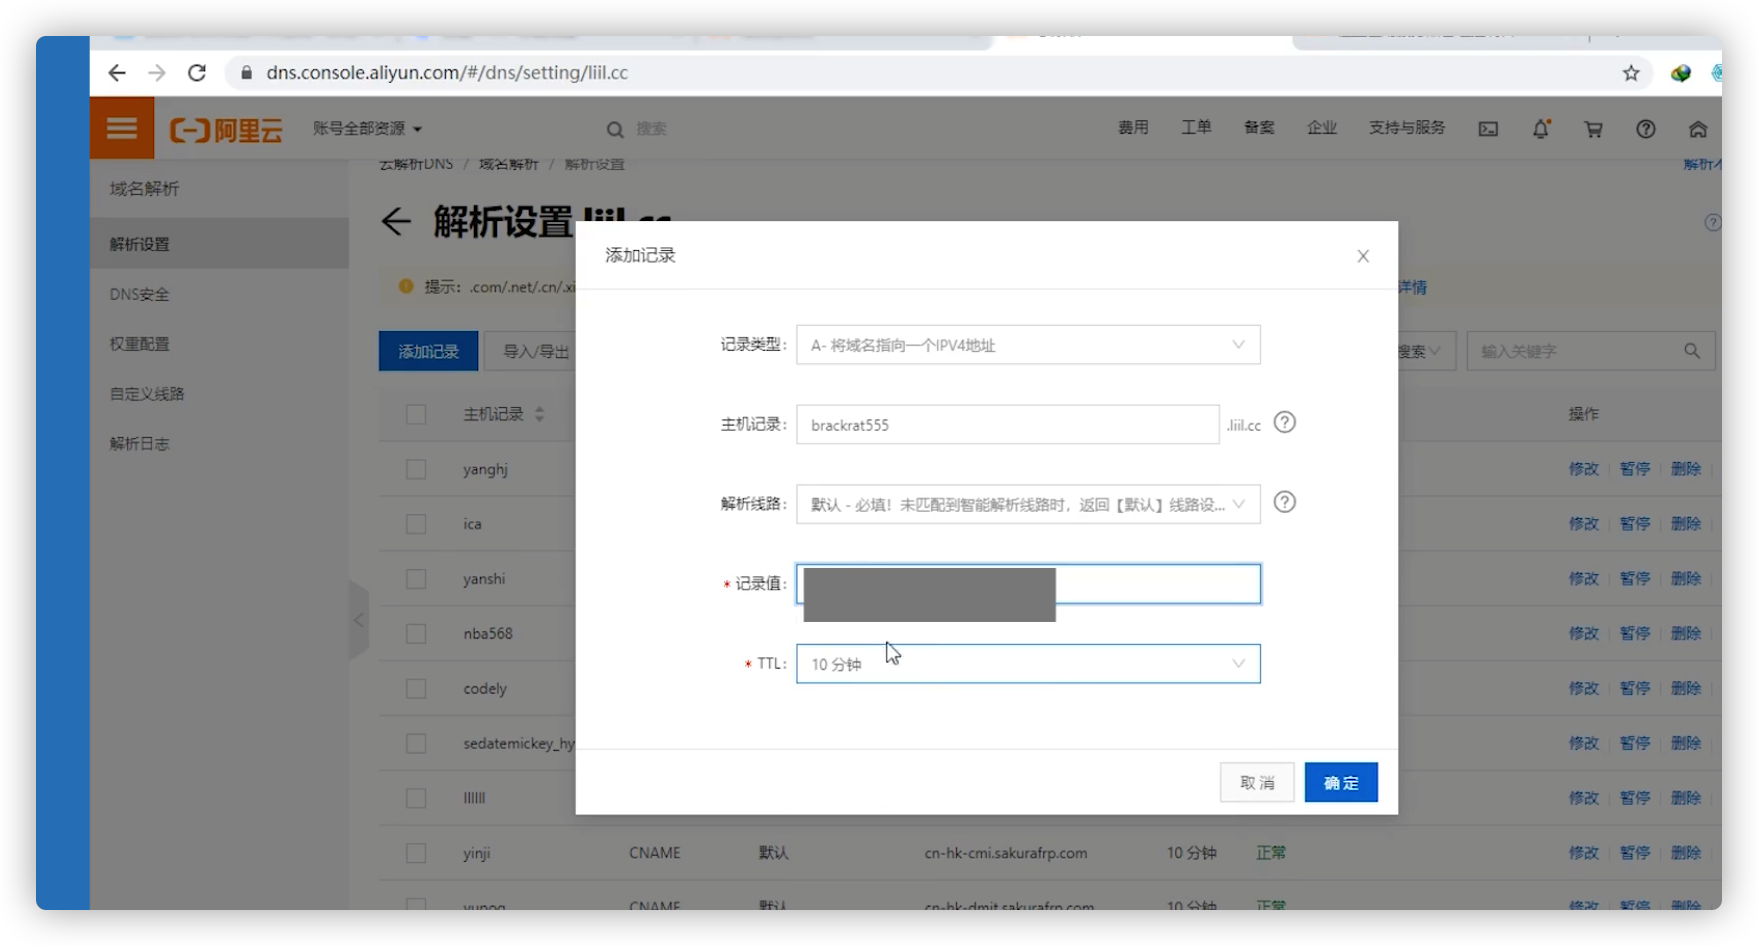 dns.console.aliyun.com/#/dns/setting/liil.cc
阿里云
账号全部资源
搜索
费用
工单
备案
企业
支持与服务
云解析DNS / 域名解析 / 解析设置
域名解析
解析设置
DNS安全
权重配置
自定义线路
解析日志
解析设置 liil.cc
提示: .com/.net/.cn/.xi
详情
添加记录
导入/导出
搜索
输入关键字
主机记录
操作
yanghj
修改
暂停
删除
ica
修改
暂停
删除
yanshi
修改
暂停
删除
nba568
修改
暂停
删除
codely
修改
暂停
删除
sedatemickey_hy
修改
暂停
删除
llllll
修改
暂停
删除
yinji
CNAME
默认
cn-hk-cmi.sakurafrp.com
10 分钟
正常
修改
暂停
删除
CNAME
默认
cn-hk-dmit.sakurafrp.com
10 分钟
正常
修改
暂停
删除
添加记录
记录类型:
A- 将域名指向一个IPV4地址
主机记录:
brackrat555
.liil.cc
解析线路:
默认 - 必填！未匹配到智能解析线路时，返回【默认】线路设...
* 记录值:
* TTL:
10 分钟
取消
确定